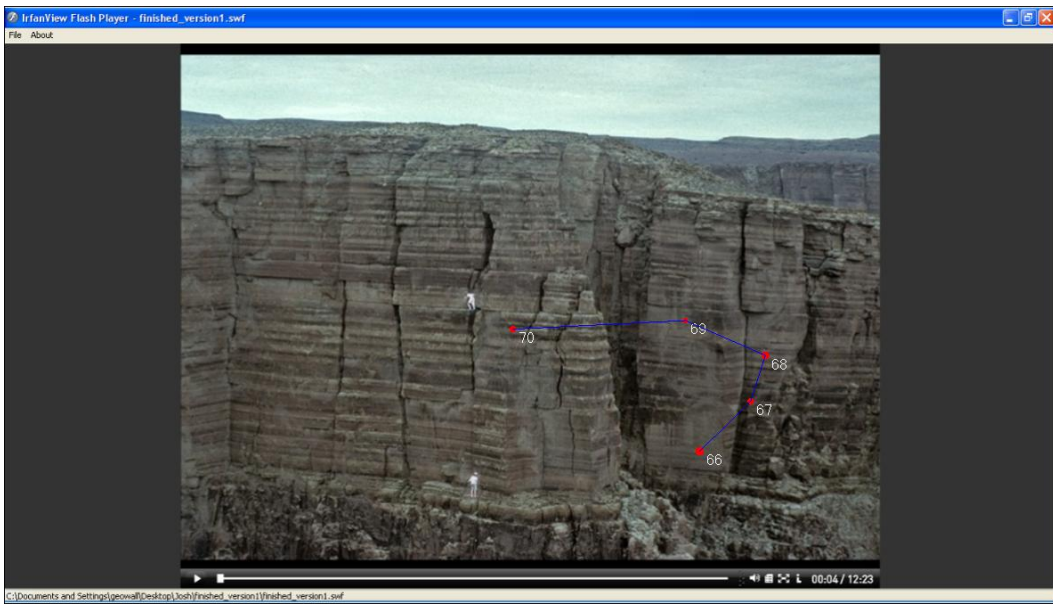 IrfanView Flash Player - finished_version1.swf
File About
70
69
68
67
66
00:04 / 12:23
C:\Documents and Settings\geowall\Desktop\Josh\finished_version1\finished_version1.swf